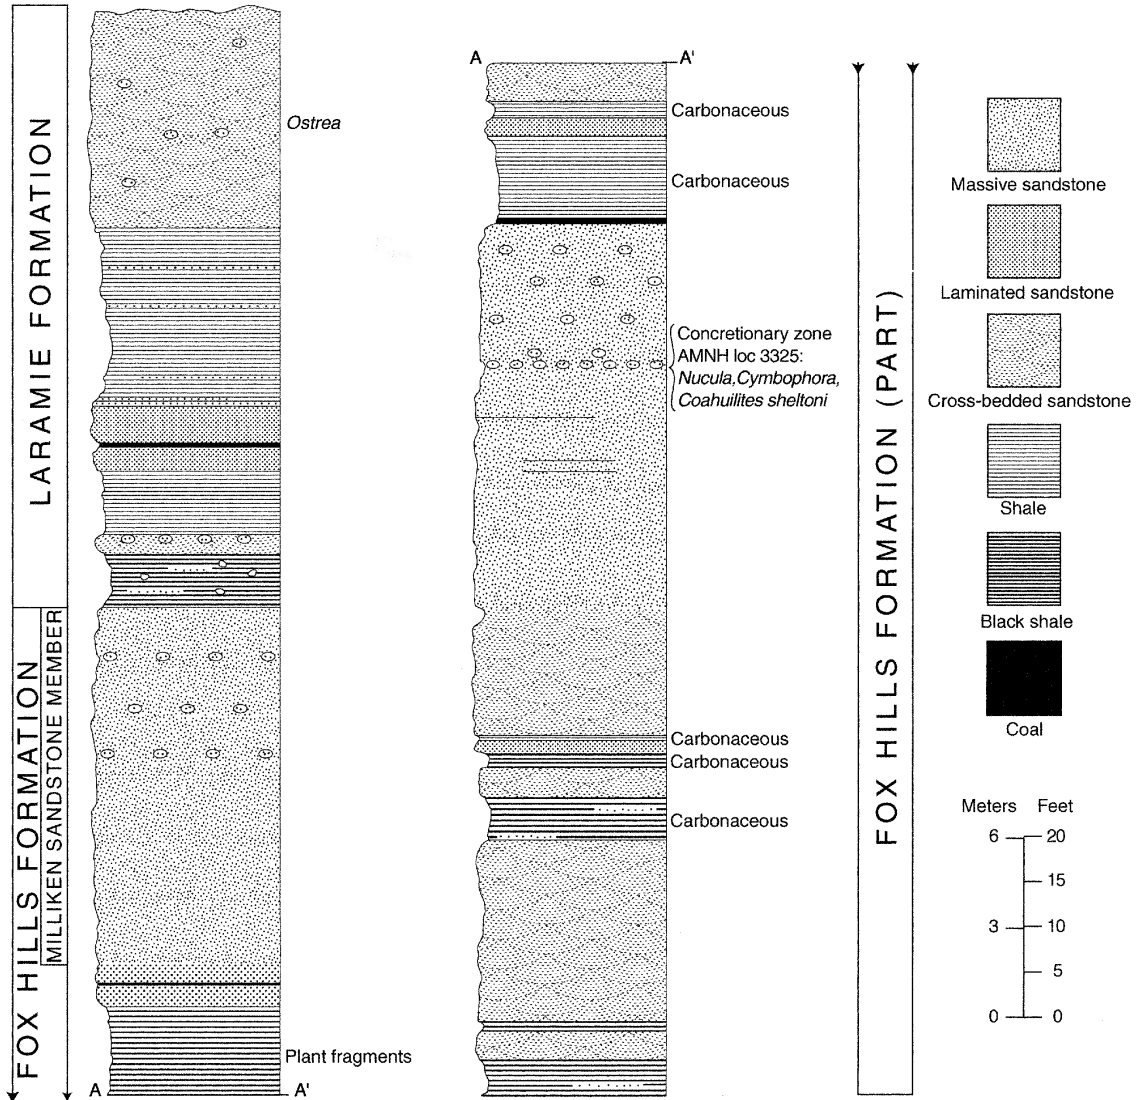 LARAMIE FORMATION
FOX HILLS FORMATION
MILLIKEN SANDSTONE MEMBER
Ostrea
Plant fragments
A
A'
A
A'
Carbonaceous
Carbonaceous
Concretionary zone
AMNH loc 3325:
Nucula,Cymbophora,
Coahuilites sheltoni
Carbonaceous
Carbonaceous
Carbonaceous
FOX HILLS FORMATION (PART)
Massive sandstone
Laminated sandstone
Cross-bedded sandstone
Shale
Black shale
Coal
Meters Feet
6 20
15
3 10
5
0 0